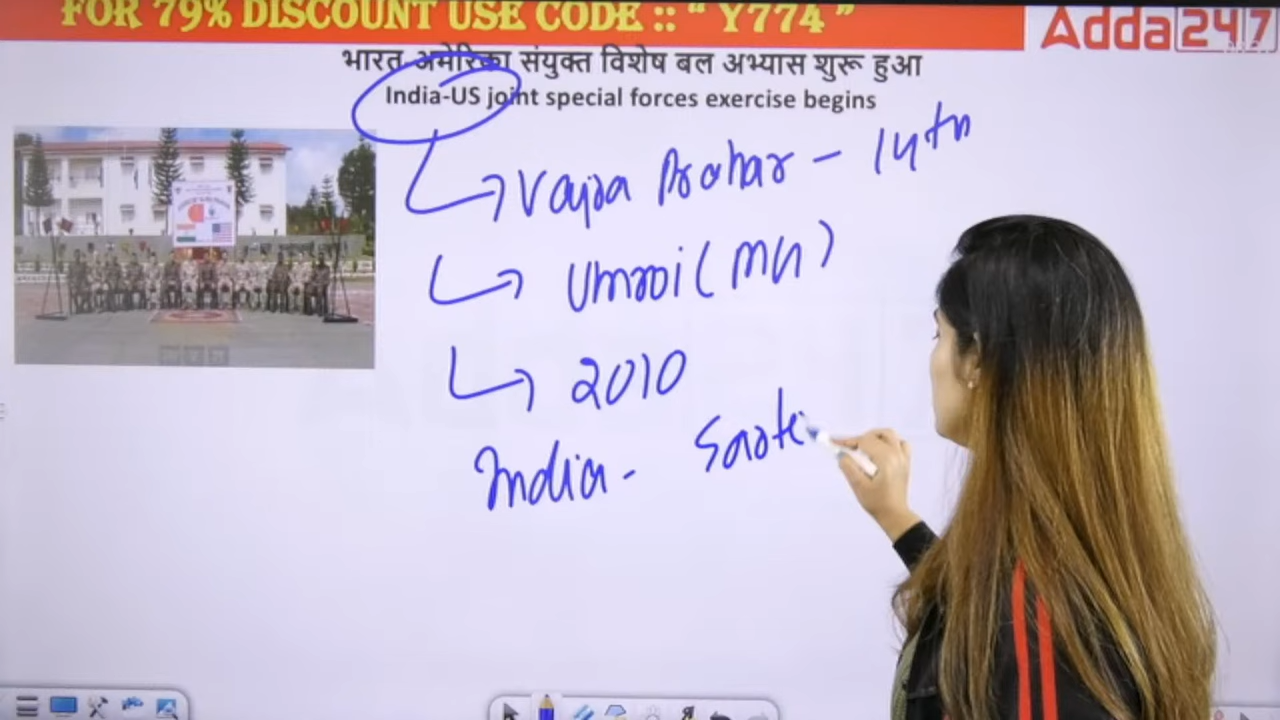 FOR 79% DISCOUNT USE CODE :: “ Y774 ”
Adda247
भारत-अमेरिका संयुक्त विशेष बल अभ्यास शुरू हुआ
India-US joint special forces exercise begins
Vajra Prahar - 14th
Umroi (MH)
2010
India -